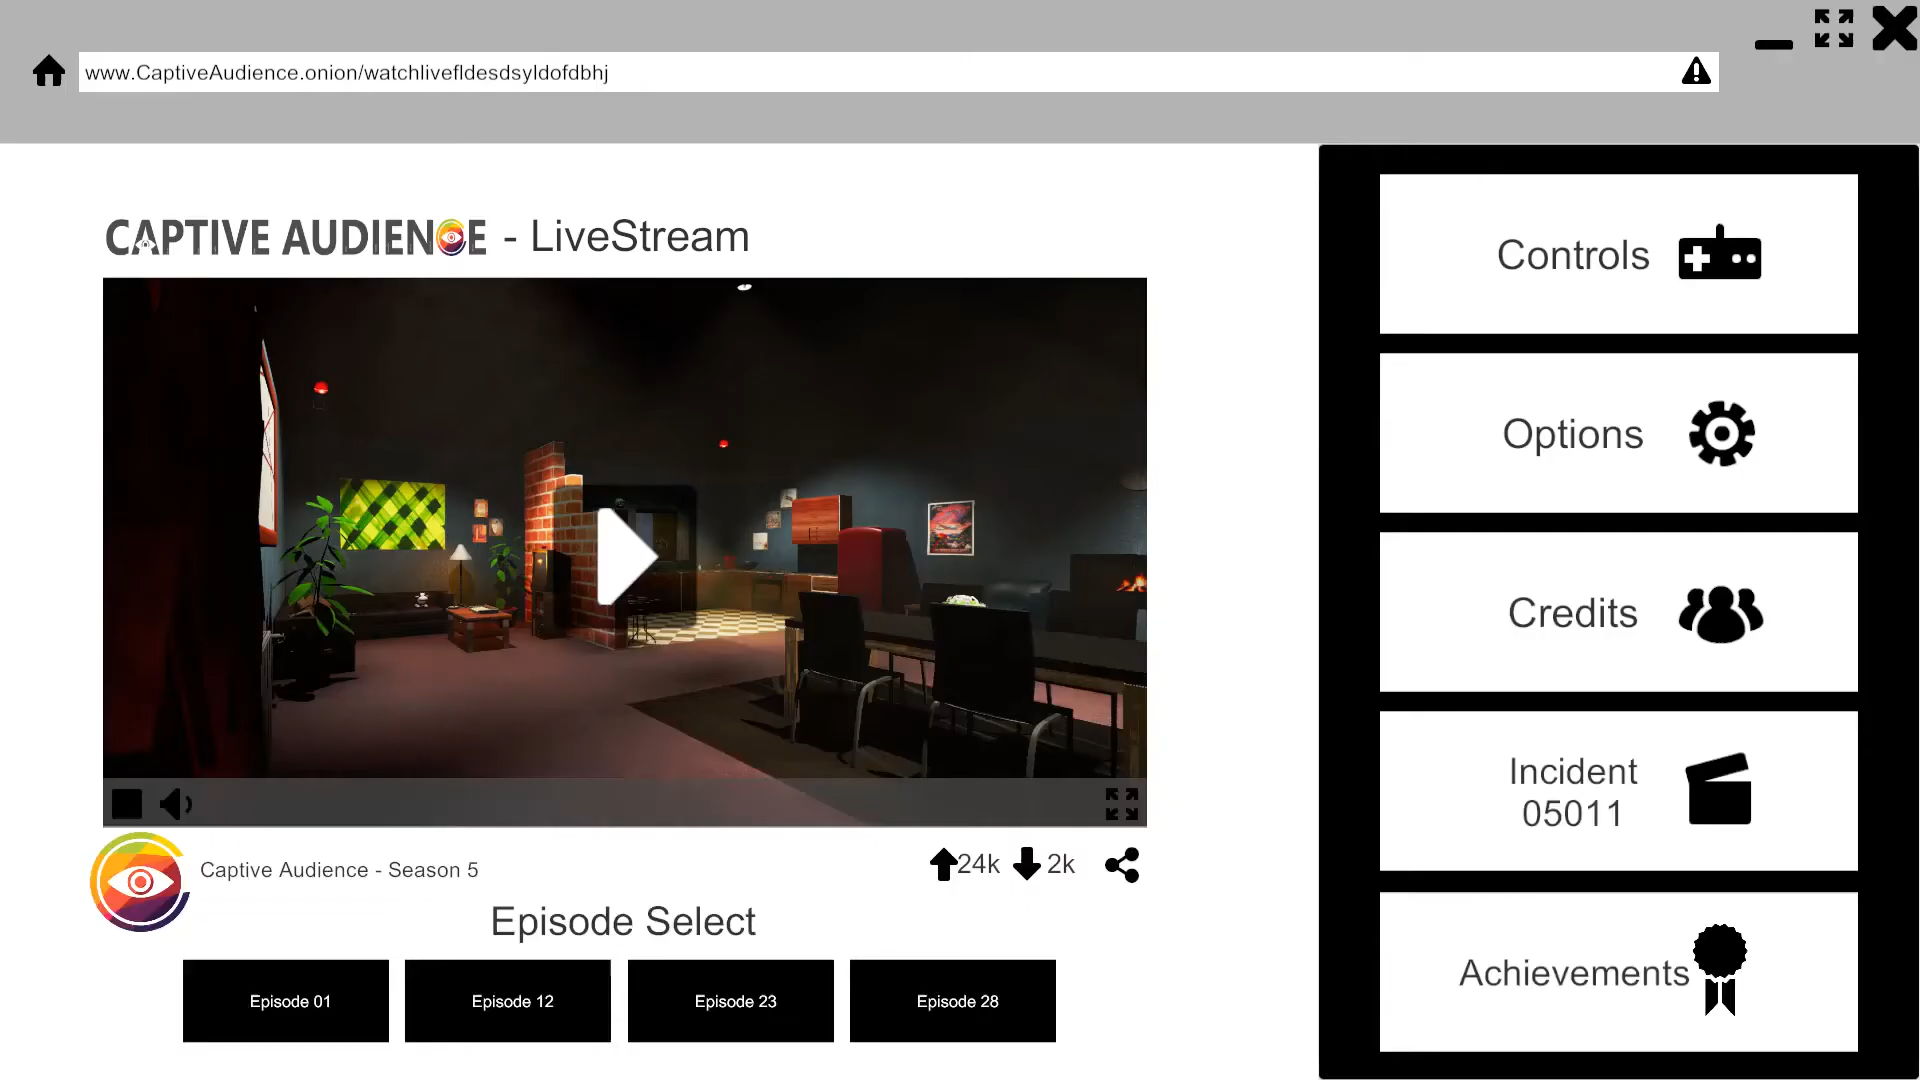 www.CaptiveAudience.onion/watchlivefldesdsyldofdbhj
CAPTIVE AUDIENCE - LiveStream
Captive Audience - Season 5
24k 2k
Episode Select
Episode 01
Episode 12
Episode 23
Episode 28
Controls
Options
Credits
Incident
05011
Achievements